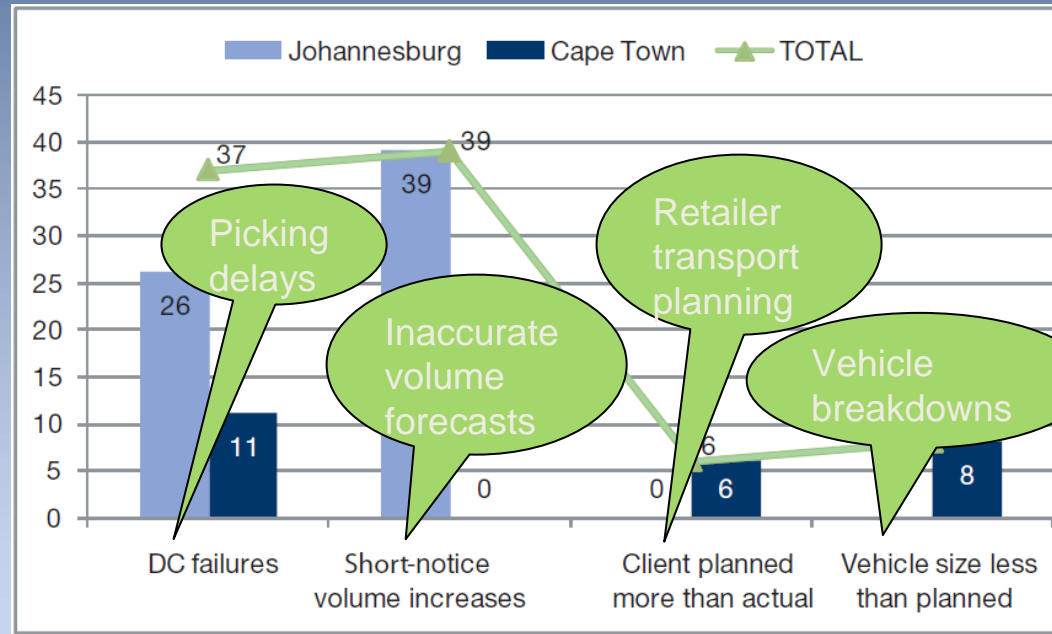 Johannesburg Cape Town TOTAL
45
40
35
30
25
20
15
10
5
0
37
39
39
26
11
0
0
6
6
8
Picking
delays
Inaccurate
volume
forecasts
Retailer
transport
planning
Vehicle
breakdowns
DC failures
Short-notice
volume increases
Client planned
more than actual
Vehicle size less
than planned